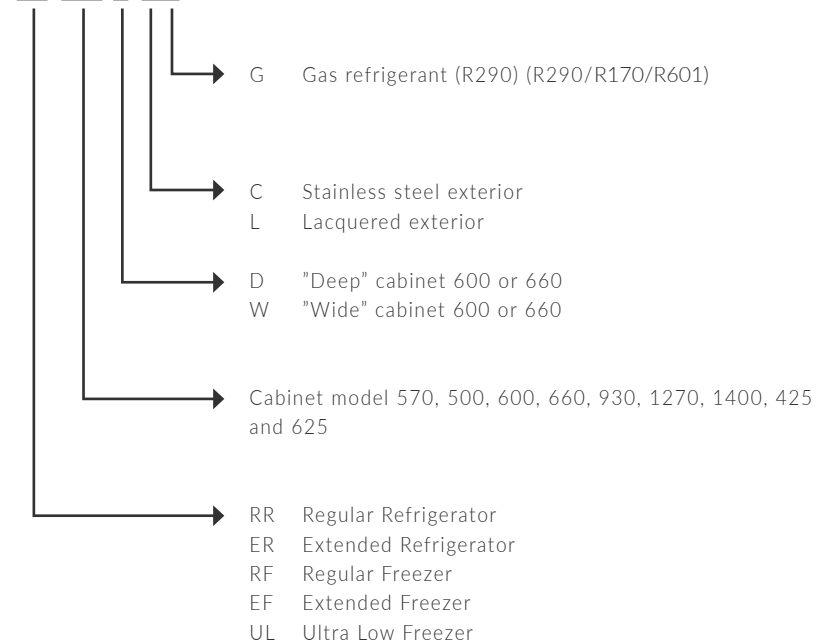 G Gas refrigerant (R290) (R290/R170/R601)
C Stainless steel exterior
L Lacquered exterior
D ”Deep” cabinet 600 or 660
W ”Wide” cabinet 600 or 660
Cabinet model 570, 500, 600, 660, 930, 1270, 1400, 425
and 625
RR Regular Refrigerator
ER Extended Refrigerator
RF Regular Freezer
EF Extended Freezer
UL Ultra Low Freezer